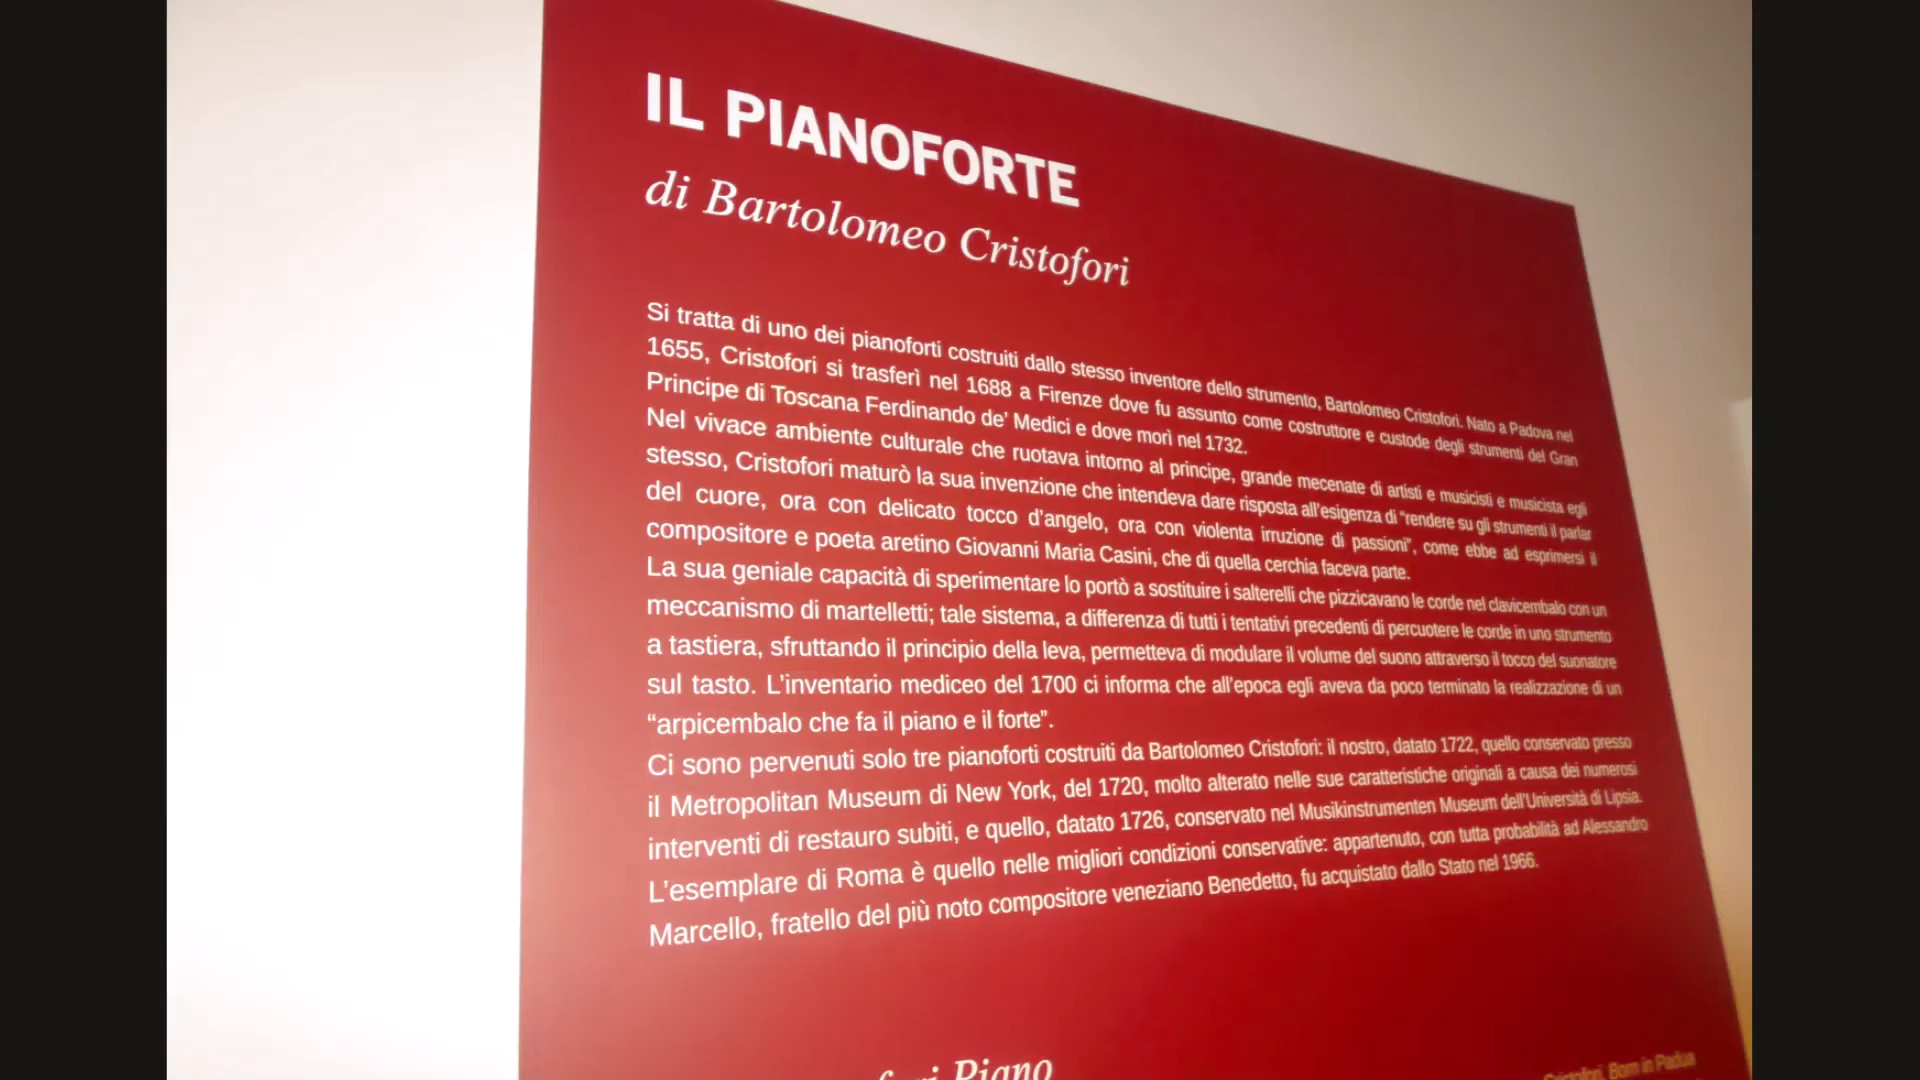 IL PIANOFORTE
di Bartolomeo Cristofori
Si tratta di uno dei pianoforti costruiti dallo stesso inventore dello strumento, Bartolomeo Cristofori. Nato a Padova nel
1655, Cristofori si trasferì nel 1688 a Firenze dove fu assunto come costruttore e custode degli strumenti del Gran
Principe di Toscana Ferdinando de’ Medici e dove morì nel 1732.
Nel vivace ambiente culturale che ruotava intorno al principe, grande mecenate di artisti e musicisti e musicista egli
stesso, Cristofori maturò la sua invenzione che intendeva dare risposta all’esigenza di “rendere su gli strumenti il parlar
del cuore, ora con delicato tocco d’angelo, ora con violenta irruzione di passioni”, come ebbe ad esprimersi il
compositore e poeta aretino Giovanni Maria Casini, che di quella cerchia faceva parte.
La sua geniale capacità di sperimentare lo portò a sostituire i salterelli che pizzicavano le corde nel clavicembalo con un
meccanismo di martelletti; tale sistema, a differenza di tutti i tentativi precedenti di percuotere le corde in uno strumento
a tastiera, sfruttando il principio della leva, permetteva di modulare il volume del suono attraverso il tocco del suonatore
sul tasto. L’inventario mediceo del 1700 ci informa che all’epoca egli aveva da poco terminato la realizzazione di un
“arpicembalo che fa il piano e il forte”.
Ci sono pervenuti solo tre pianoforti costruiti da Bartolomeo Cristofori: il nostro, datato 1722, quello conservato presso
il Metropolitan Museum di New York, del 1720, molto alterato nelle sue caratteristiche originali a causa dei numerosi
interventi di restauro subiti, e quello, datato 1726, conservato nel Musikinstrumenten Museum dell’Università di Lipsia.
L’esemplare di Roma è quello nelle migliori condizioni conservative: appartenuto, con tutta probabilità ad Alessandro
Marcello, fratello del più noto compositore veneziano Benedetto, fu acquistato dallo Stato nel 1966.
Piano
Cristofori. Born in Padua